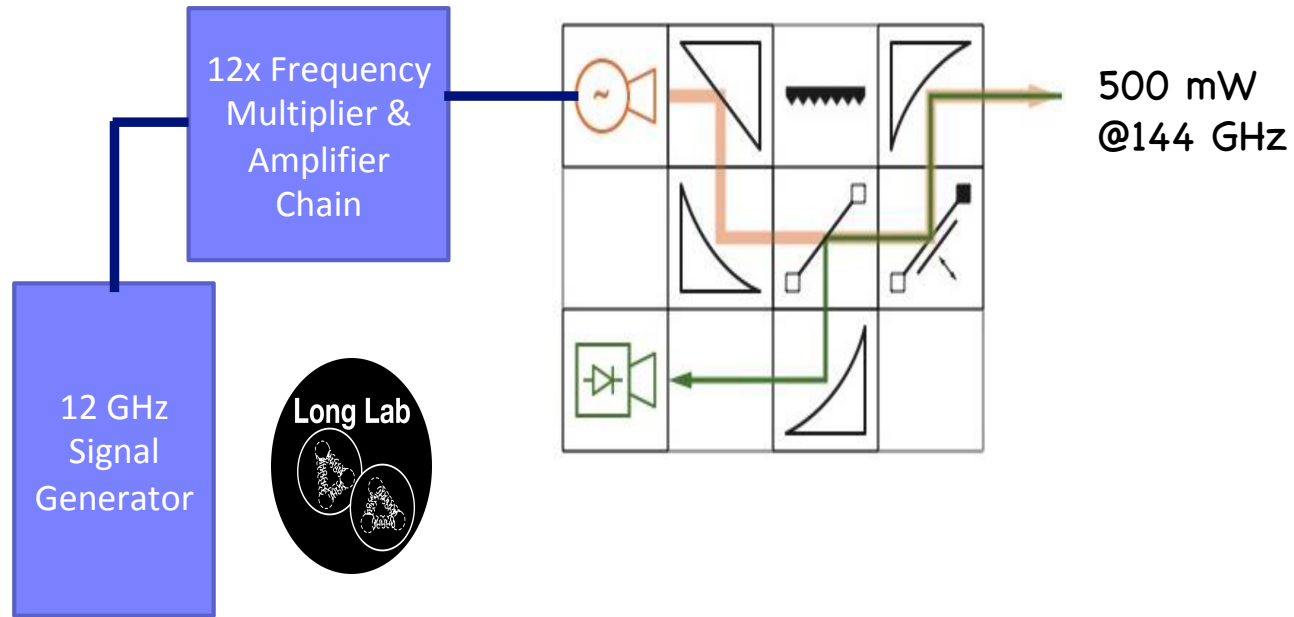 12x Frequency
Multiplier &
Amplifier
Chain
~
500 mW
@144 GHz
12 GHz
Signal
Generator
Long Lab